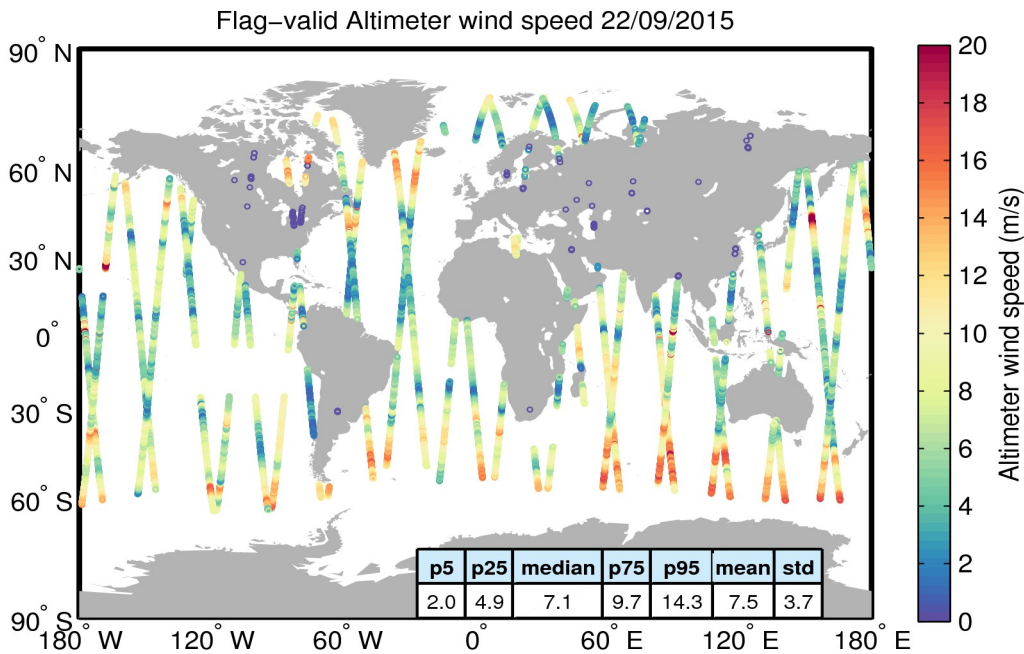 Flag−valid Altimeter wind speed 22/09/2015
90° N
60° N
30° N
0°
30° S
60° S
90° S
180° W
120° W
60° W
0°
60° E
120° E
180° E
20
18
16
14
12
10
8
6
4
2
0
Altimeter wind speed (m/s)
p5 p25 median p75 p95 mean std
2.0 4.9 7.1 9.7 14.3 7.5 3.7